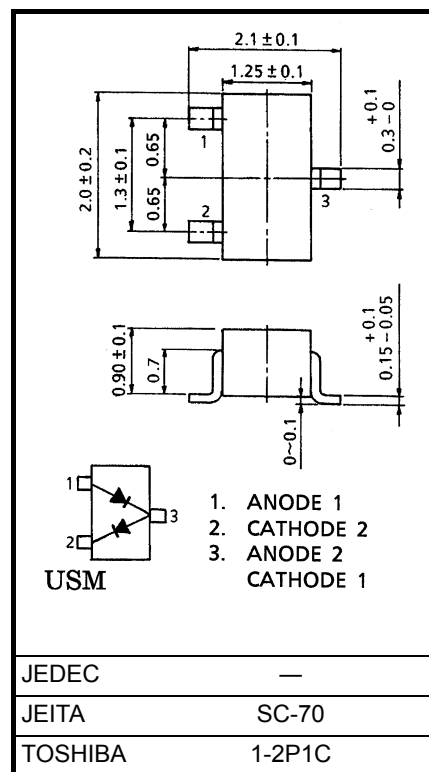 2.1±0.1
1.25±0.1
2.0±0.2
1.3±0.1
0.65
0.65
+0.1
0.3-0
1
2
3
0.90±0.1
0.7
0~0.1
+0.1
0.15-0.05
1
2
3
USM
1. ANODE 1
2. CATHODE 2
3. ANODE 2
CATHODE 1
JEDEC —
JEITA SC-70
TOSHIBA 1-2P1C